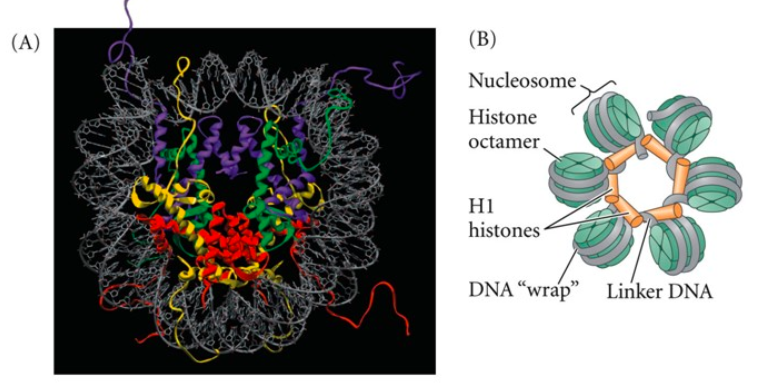 (A)
(B)
Nucleosome
Histone
octamer
H1
histones
DNA “wrap”
Linker DNA